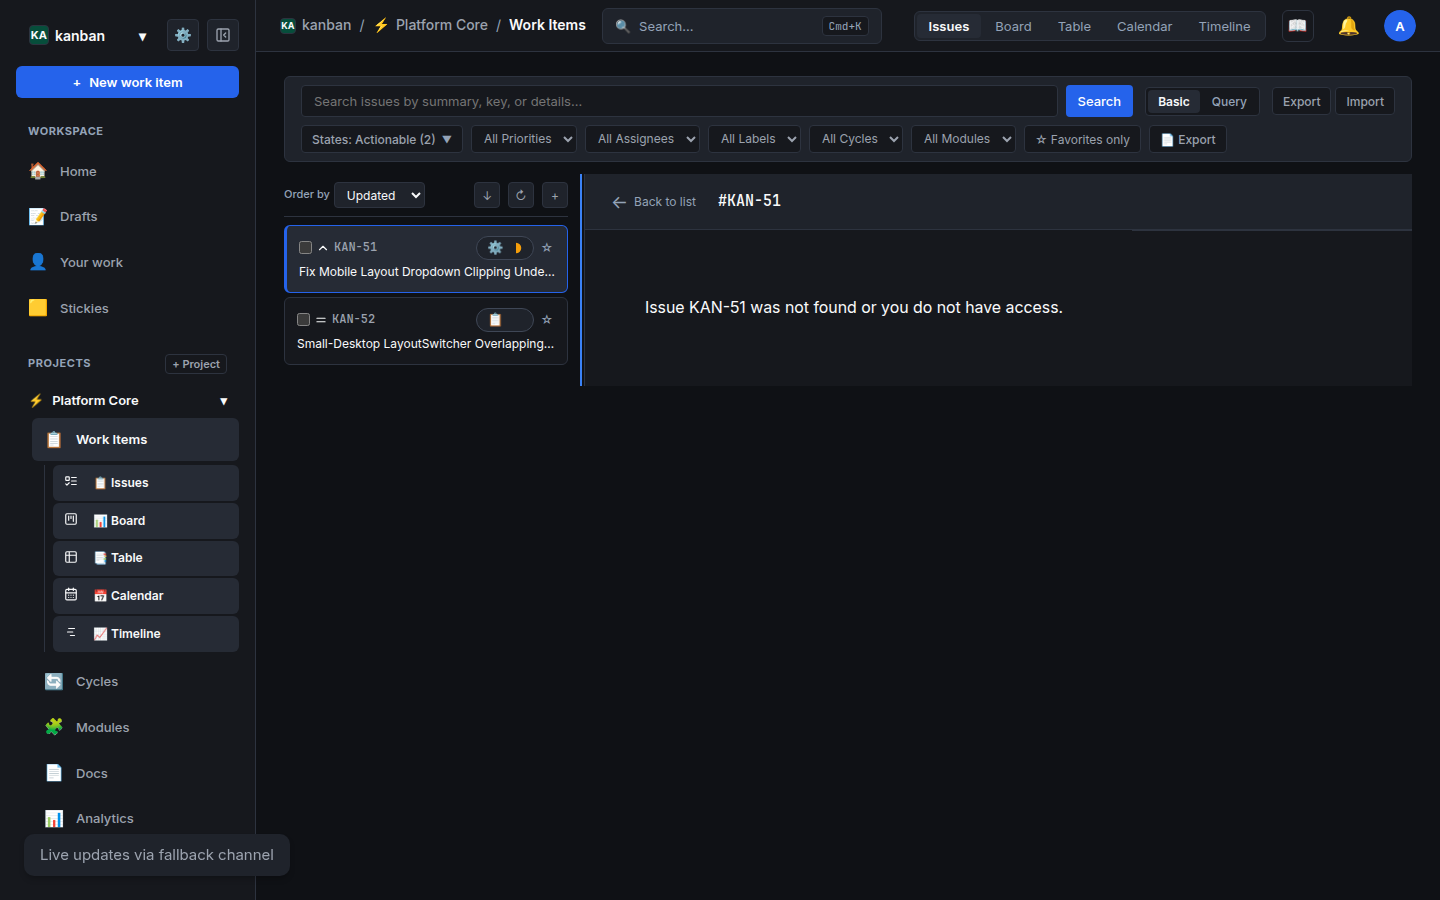 KA kanban
+ New work item
WORKSPACE
Home
Drafts
Your work
Stickies
PROJECTS + Project
Platform Core
Work Items
Issues
Board
Table
Calendar
Timeline
Cycles
Modules
Docs
Analytics
Live updates via fallback channel
KA kanban / Platform Core / Work Items
Search... Cmd+K
Issues Board Table Calendar Timeline
A
Search issues by summary, key, or details... Search Basic Query Export Import
States: Actionable (2) All Priorities All Assignees All Labels All Cycles All Modules Favorites only Export
Order by Updated
KAN-51
Fix Mobile Layout Dropdown Clipping Unde...
KAN-52
Small-Desktop LayoutSwitcher Overlapping...
Back to list #KAN-51
Issue KAN-51 was not found or you do not have access.